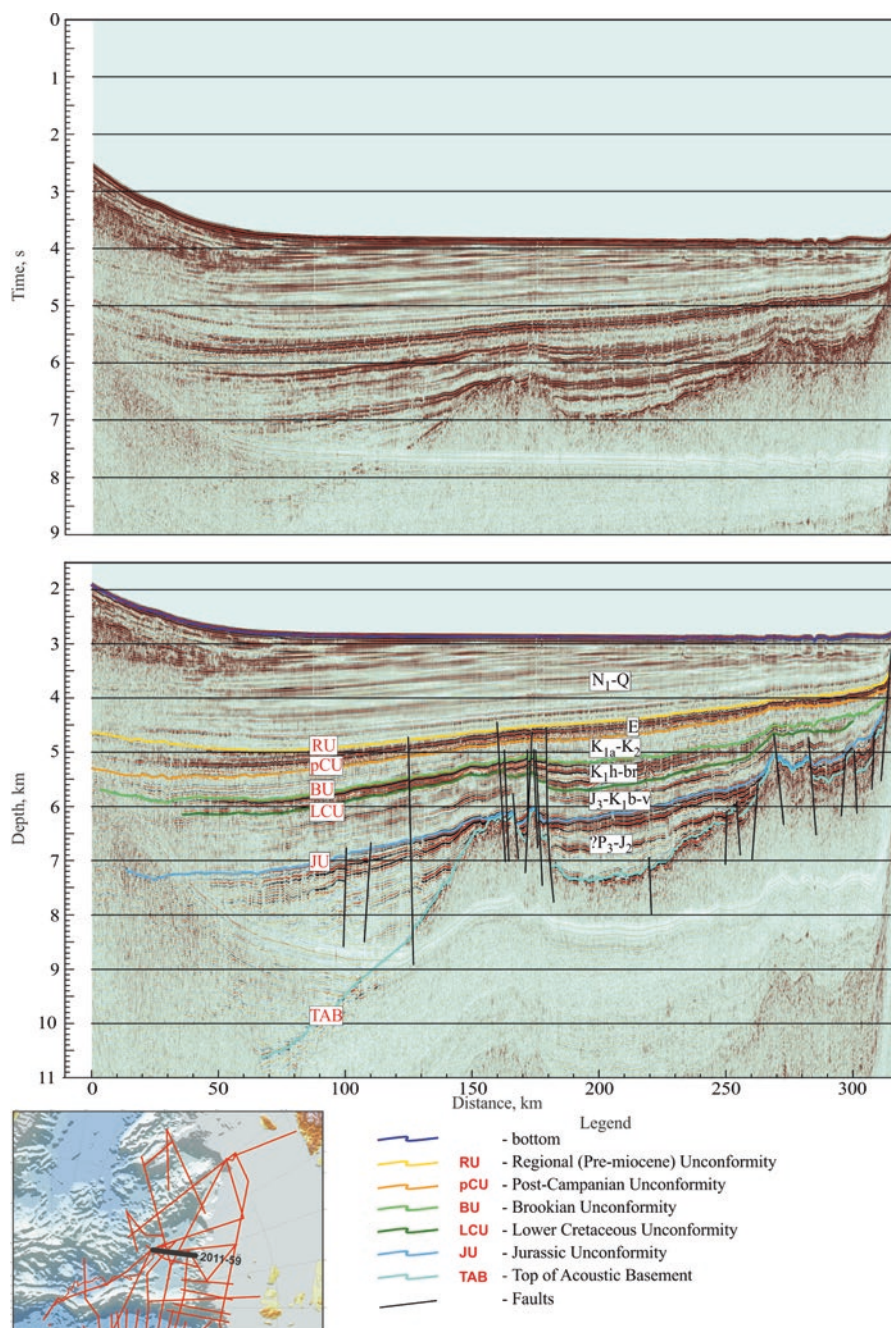 0
1
2
3
4
5
6
7
8
9
Time, s
2
3
4
5
6
7
8
9
10
11
Depth, km
N1-Q
E
RU
K1a-K2
pCU
K1h-br
BU
J3-K1b-v
LCU
?P3-J2
JU
TAB
0 50 100 150 200 250 300
Distance, km
2011-59
Legend
- bottom
RU - Regional (Pre-miocene) Unconformity
pCU - Post-Campanian Unconformity
BU - Brookian Unconformity
LCU - Lower Cretaceous Unconformity
JU - Jurassic Unconformity
TAB - Top of Acoustic Basement
- Faults